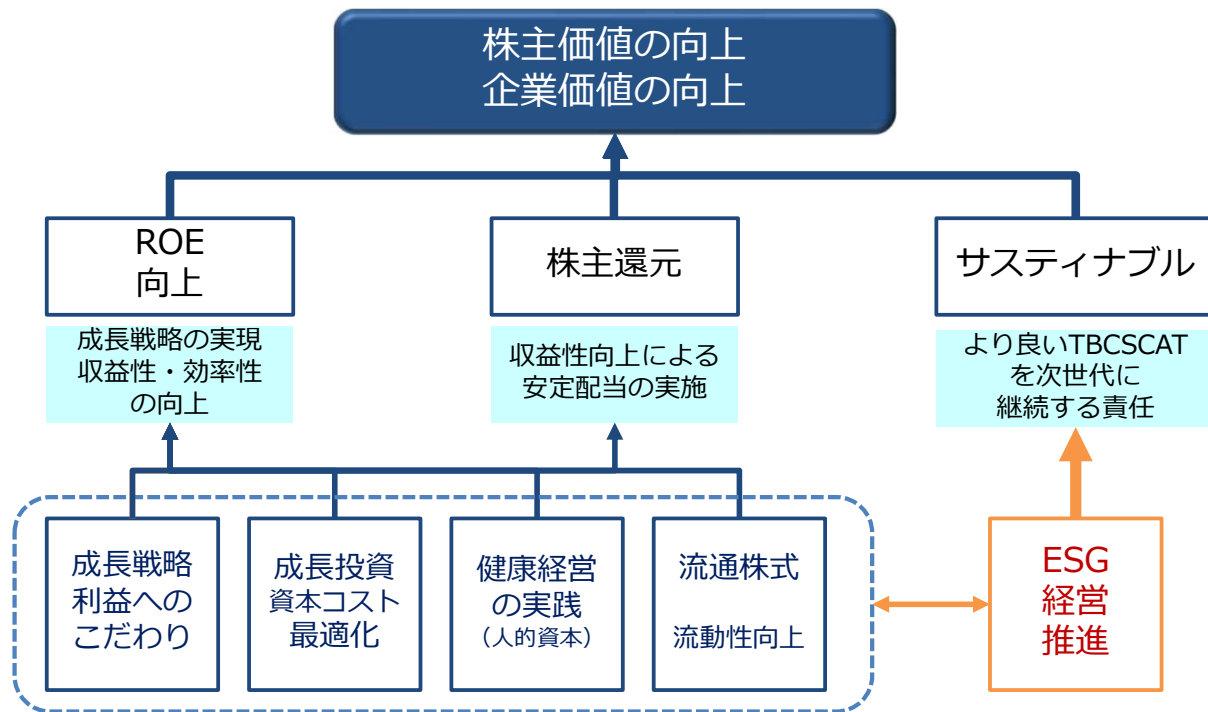 株主価値の向上
企業価値の向上
ROE
向上
株主還元
サスティナブル
成長戦略の実現
収益性・効率性
の向上
収益性向上による
安定配当の実施
より良いTBCSCAT
を次世代に
継続する責任
成長戦略
利益への
こだわり
成長投資
資本コスト
最適化
健康経営
の実践
（人的資本）
流通株式
流動性向上
ESG
経営
推進